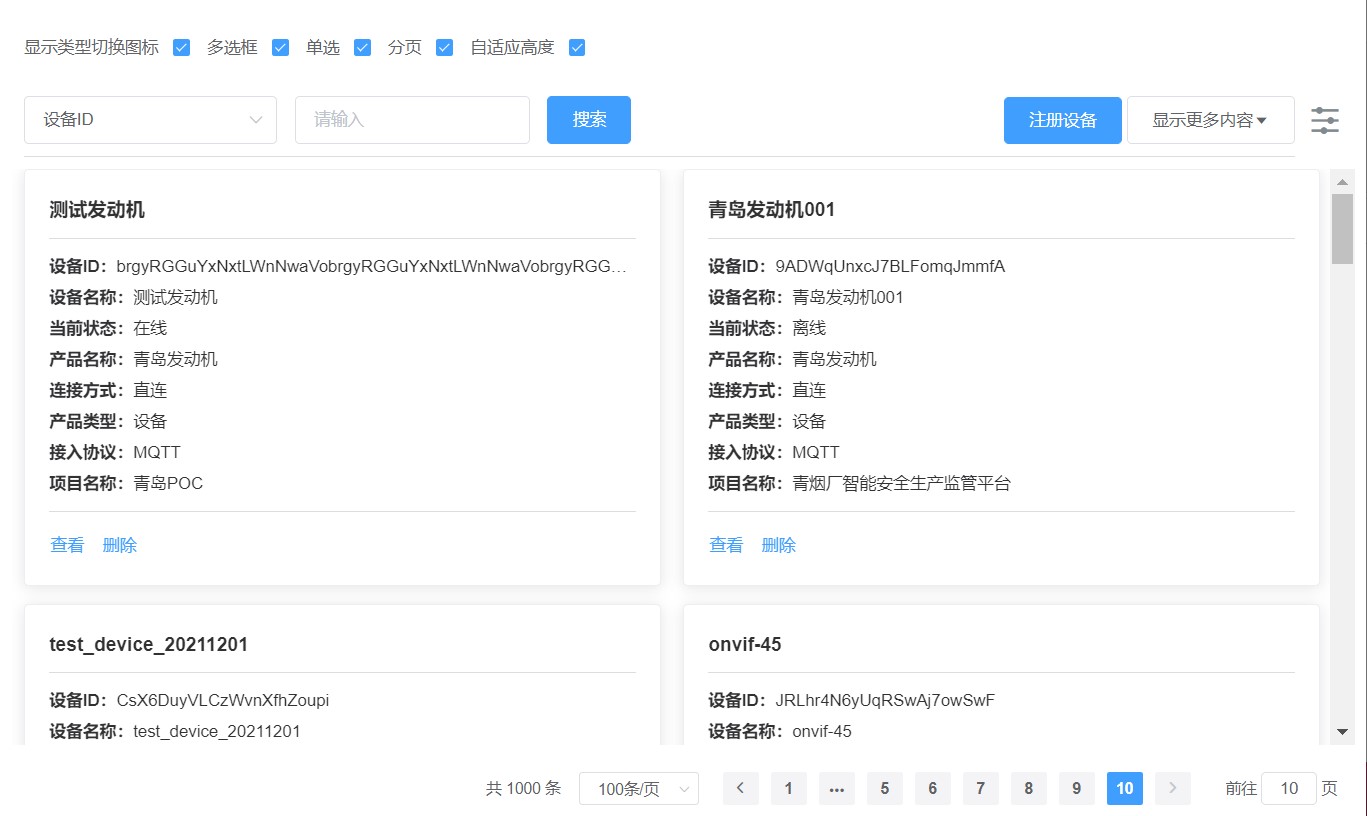 显示类型切换图标 多选框 单选 分页 自适应高度
设备ID 请输入 搜索 注册设备 显示更多内容▼
测试发动机
设备ID：brgyRGGuYxNxtLWnNwaVobrgyRGGuYxNxtLWnNwaVobrgyRGG…
设备名称：测试发动机
当前状态：在线
产品名称：青岛发动机
连接方式：直连
产品类型：设备
接入协议：MQTT
项目名称：青岛POC
查看 删除
青岛发动机001
设备ID：9ADWqUnxcJ7BLFomqJmmfA
设备名称：青岛发动机001
当前状态：离线
产品名称：青岛发动机
连接方式：直连
产品类型：设备
接入协议：MQTT
项目名称：青烟厂智能安全生产监管平台
查看 删除
test_device_20211201
设备ID：CsX6DuyVLCzWvnXfhZoupi
设备名称：test_device_20211201
onvif-45
设备ID：JRLhr4N6yUqRSwAj7owSwF
设备名称：onvif-45
共 1000 条 100条/页 < 1 ••• 5 6 7 8 9 10 > 前往 10 页